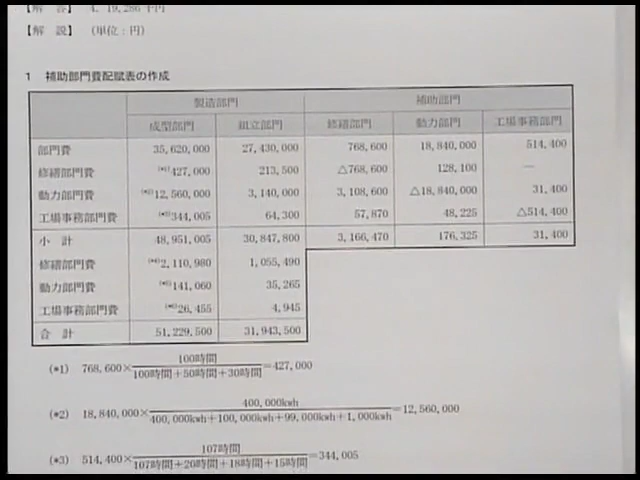 【解 答】 4. 19,286 千円
【解 説】 (単位：円)
1 補助部門費配賦表の作成
製造部門 補助部門
成型部門 組立部門 修繕部門 動力部門 工場事務部門
部門費 35,620,000 27,430,000 768,600 18,840,000 514,400
修繕部門費 (*1)427,000 213,500 △768,600 128,100 —
動力部門費 (*2)12,560,000 3,140,000 3,108,600 △18,840,000 31,400
工場事務部門費 (*3)344,005 64,300 57,870 48,225 △514,400
小 計 48,951,005 30,847,800 3,166,470 176,325 31,400
修繕部門費 (*4)2,110,980 1,055,490
動力部門費 (*5)141,060 35,265
工場事務部門費 (*6)26,455 4,945
合 計 51,229,500 31,943,500
(*1) 768,600×100時間/100時間+50時間+30時間=427,000
(*2) 18,840,000×400,000kwh/400,000kwh+100,000kwh+99,000kwh+1,000kwh=12,560,000
(*3) 514,400×107時間/107時間+20時間+18時間+15時間=344,005